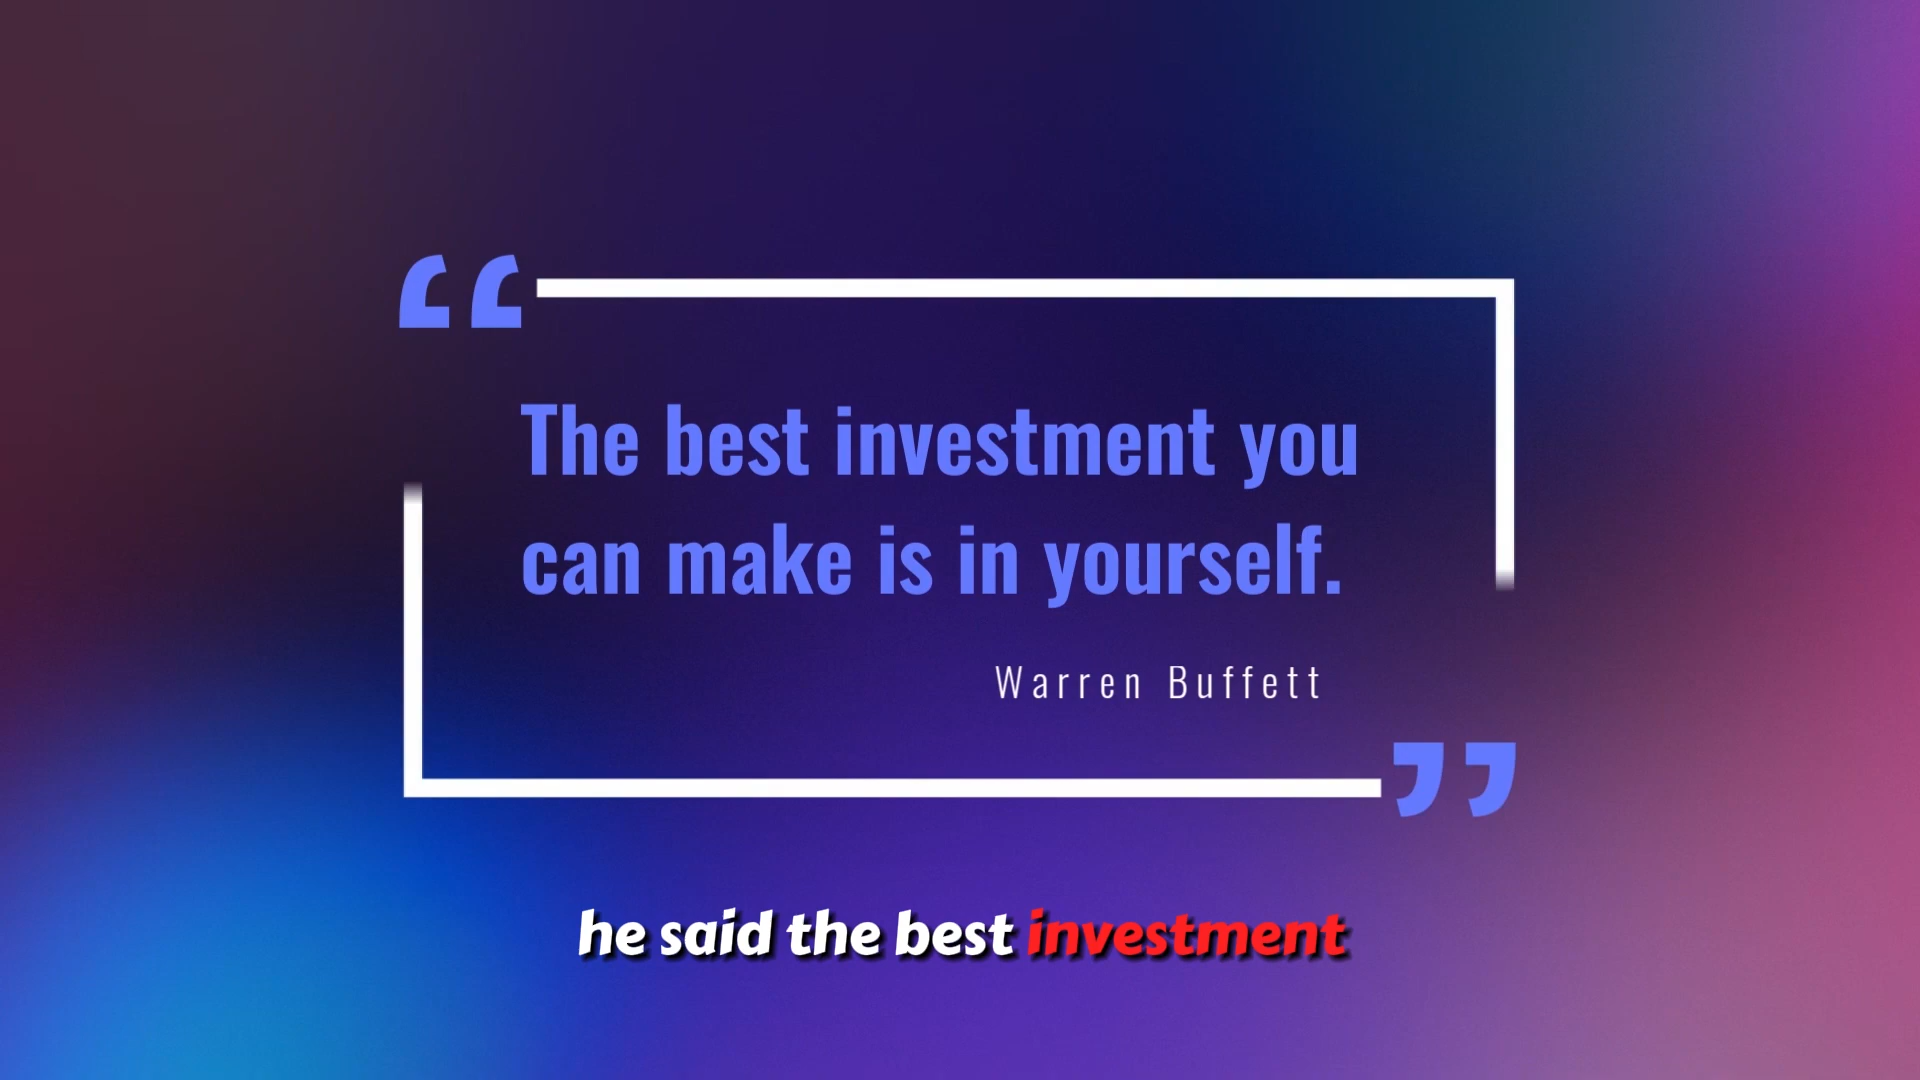 “
The best investment you
can make is in yourself.
Warren Buffett
”
he said the best investment